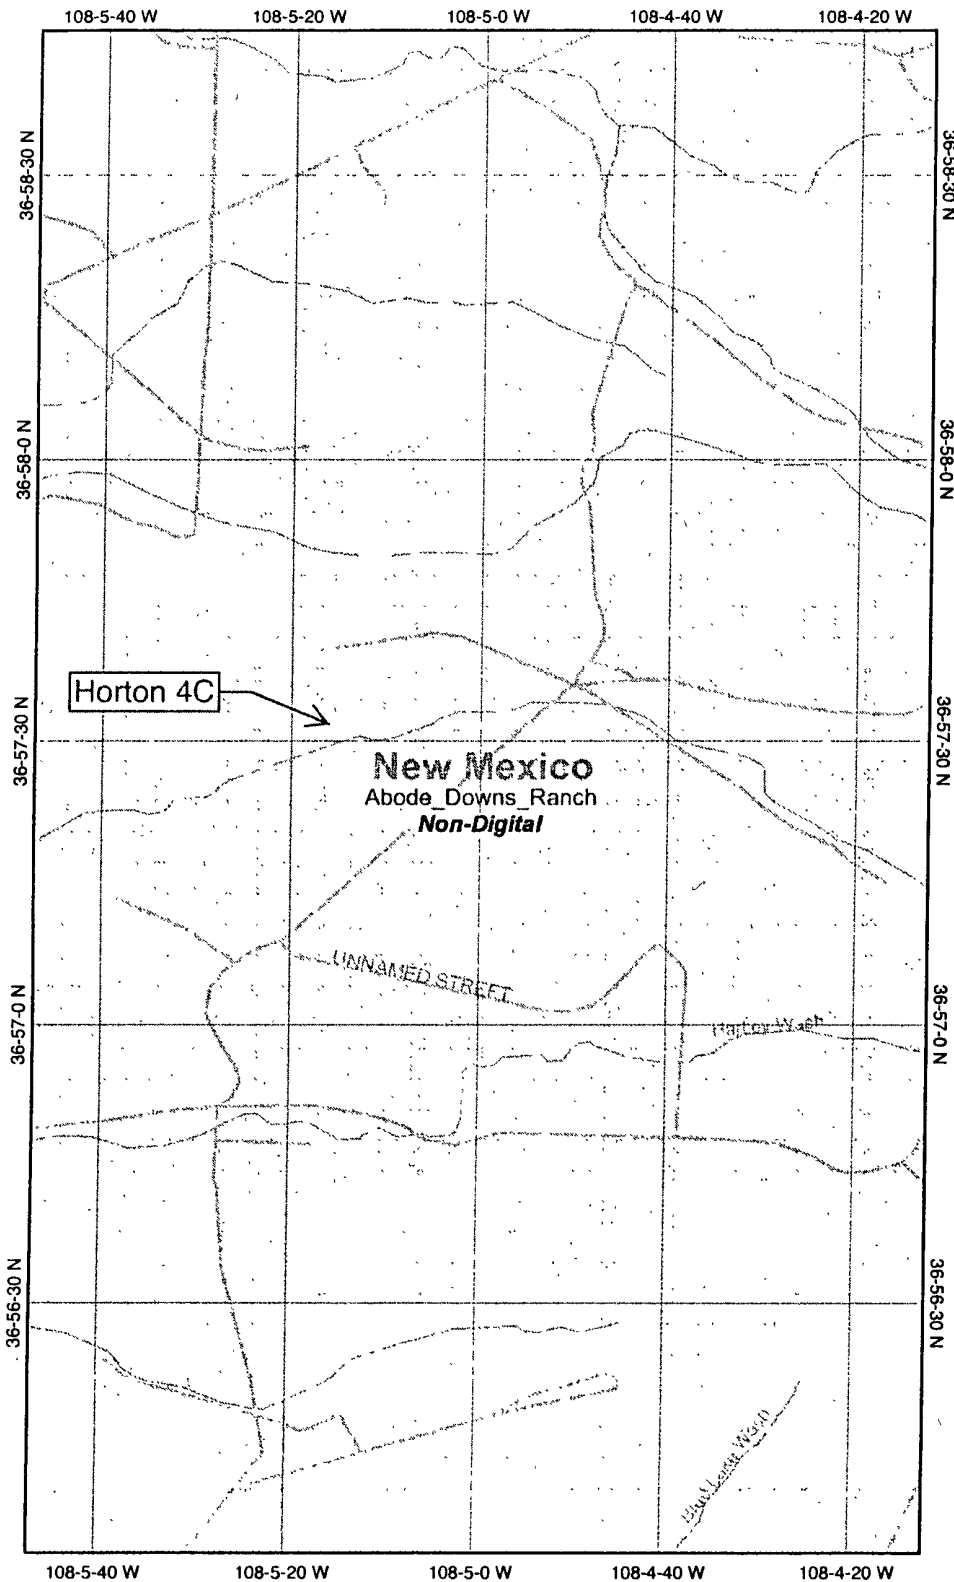 108-5-40 W 108-5-20 W 108-5-0 W 108-4-40 W 108-4-20 W
36-58-30 N
36-58-30 N
36-58-0 N
36-58-0 N
Horton 4C
36-57-30 N
36-57-30 N
New Mexico
Abode_Downs_Ranch
Non-Digital
UNNAMED STREET
36-57-0 N
36-57-0 N
36-56-30 N
36-56-30 N
108-5-40 W 108-5-20 W 108-5-0 W 108-4-40 W 108-4-20 W